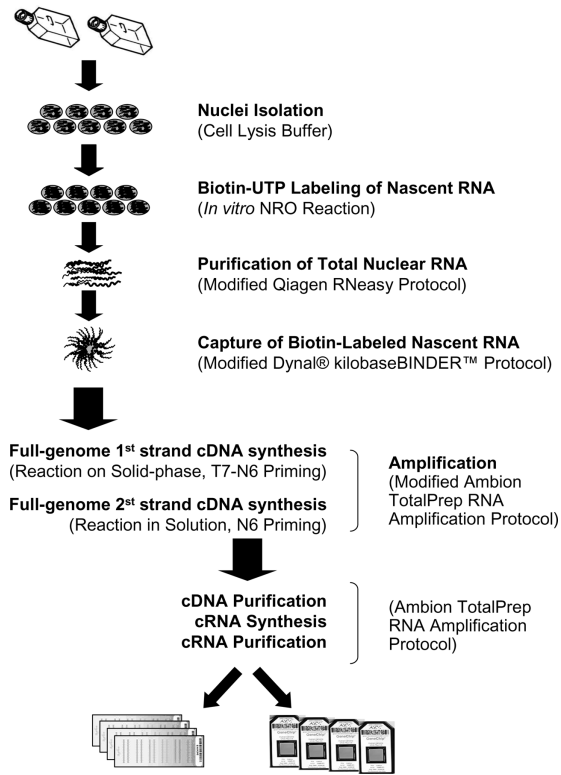 Nuclei Isolation
(Cell Lysis Buffer)
Biotin-UTP Labeling of Nascent RNA
(In vitro NRO Reaction)
Purification of Total Nuclear RNA
(Modified Qiagen RNeasy Protocol)
Capture of Biotin-Labeled Nascent RNA
(Modified Dynal® kilobaseBINDER™ Protocol)
Full-genome 1st strand cDNA synthesis
(Reaction on Solid-phase, T7-N6 Priming)
Full-genome 2nd strand cDNA synthesis
(Reaction in Solution, N6 Priming)
Amplification
(Modified Ambion
TotalPrep RNA
Amplification Protocol)
cDNA Purification
cRNA Synthesis
cRNA Purification
(Ambion TotalPrep
RNA Amplification
Protocol)